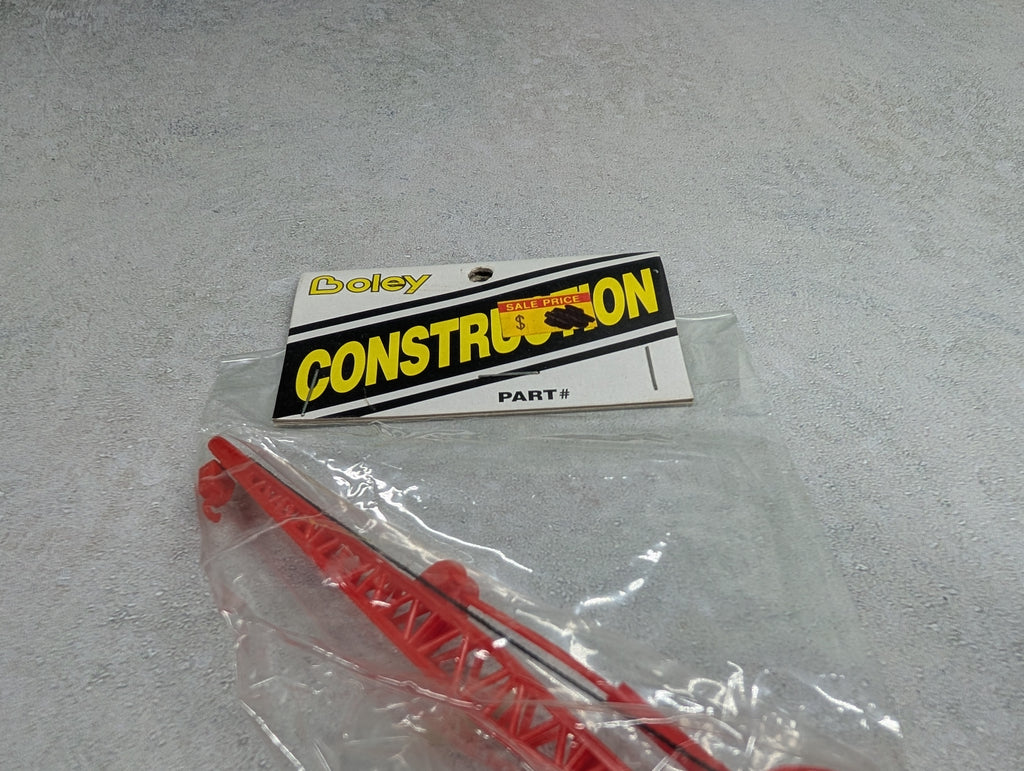 Boley
CONSTRUCTION
SALE PRICE
$
PART#